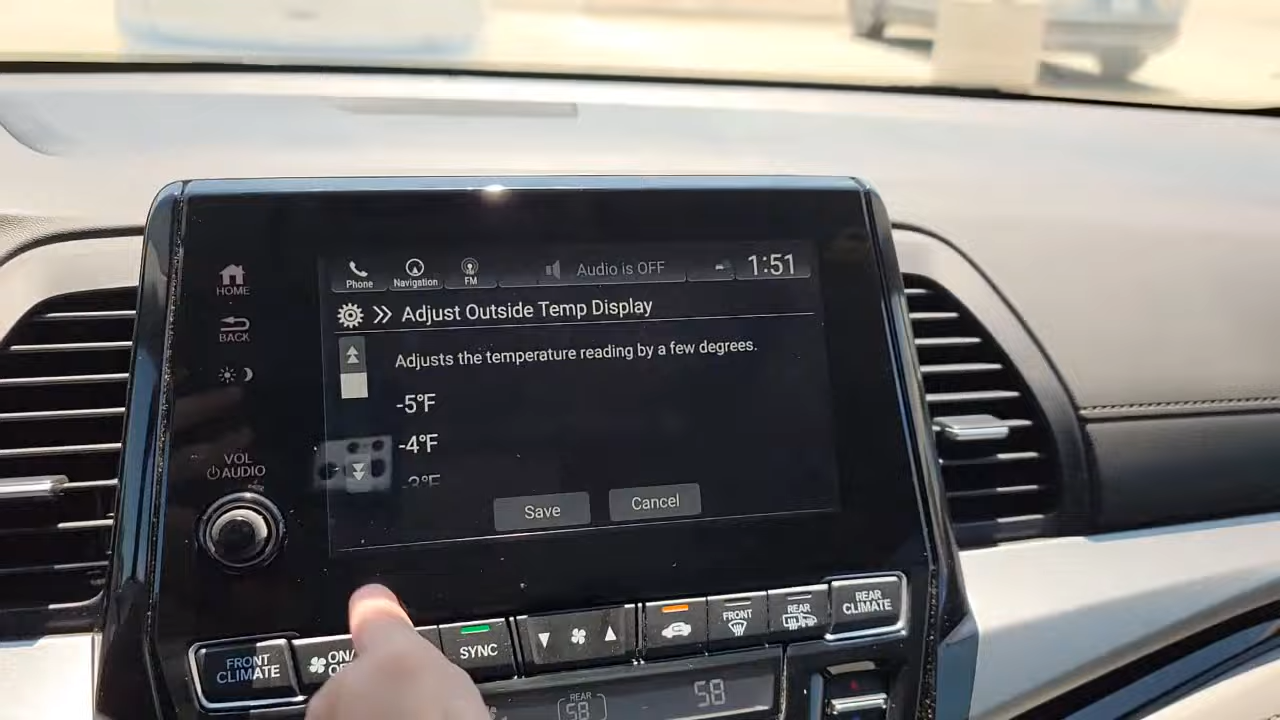 Phone
Navigation
FM
Audio is OFF
1:51
HOME
Adjust Outside Temp Display
BACK
Adjusts the temperature reading by a few degrees.
-5°F
-4°F
VOL
AUDIO
Save
Cancel
FRONT
CLIMATE
ON/
SYNC
FRONT
REAR
REAR
CLIMATE
REAR
58
58